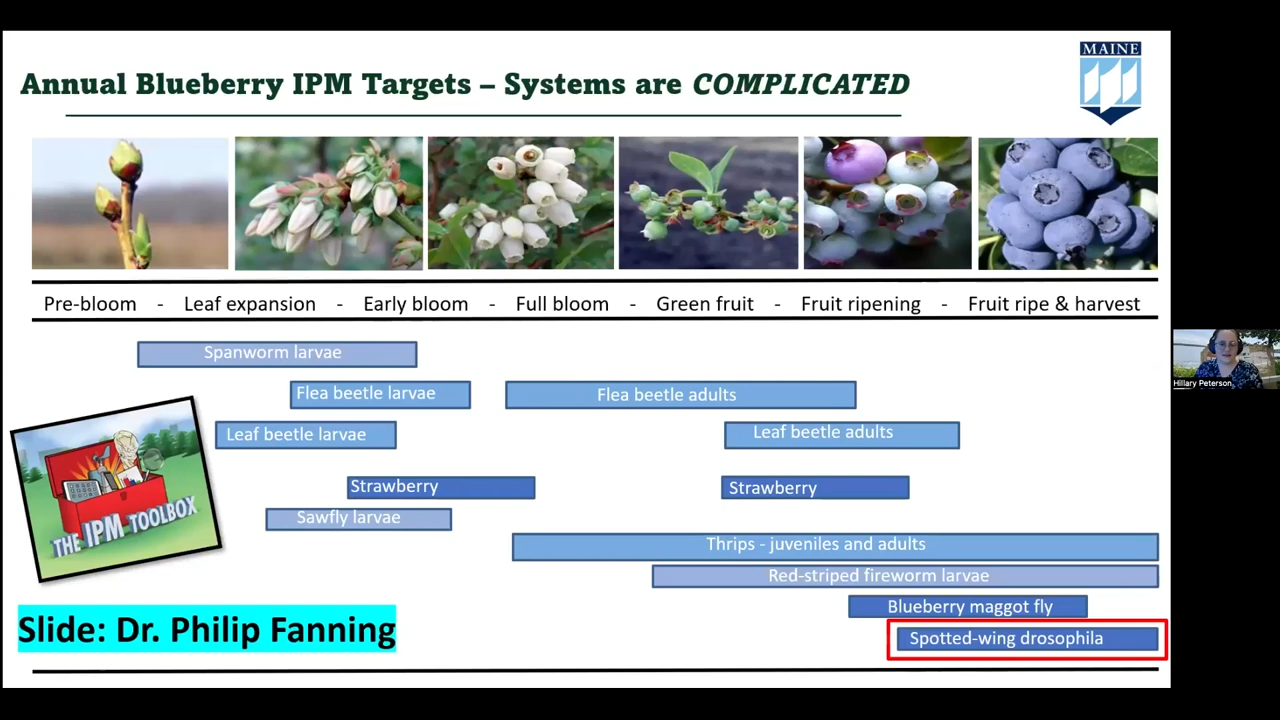 MAINE
Annual Blueberry IPM Targets – Systems are COMPLICATED
Pre-bloom - Leaf expansion - Early bloom - Full bloom - Green fruit - Fruit ripening - Fruit ripe & harvest
Spanworm larvae
Flea beetle larvae
Flea beetle adults
Leaf beetle larvae
Leaf beetle adults
Strawberry
Strawberry
Sawfly larvae
Thrips - juveniles and adults
Red-striped fireworm larvae
Blueberry maggot fly
Spotted-wing drosophila
THE IPM TOOLBOX
Slide: Dr. Philip Fanning
Hillary Peterson